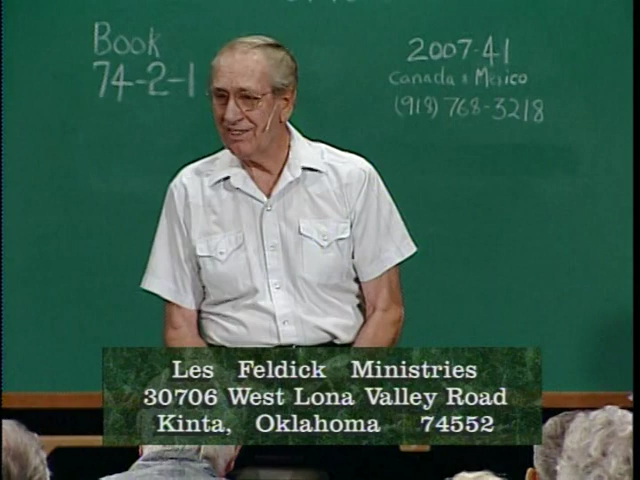 Book
74-2-1
2007-41
Canada & Mexico
(918) 768-3218
Les Feldick Ministries
30706 West Lona Valley Road
Kinta, Oklahoma 74552